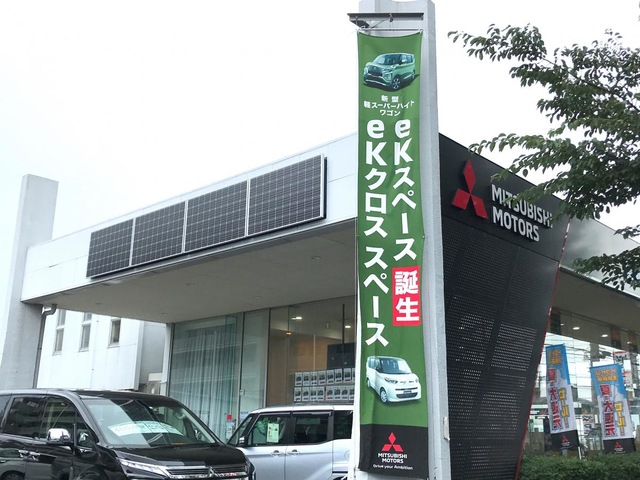 新型
軽スーパーハイト
ワゴン
eKスペース 誕生
eKクロス スペース
MITSUBISHI
MOTORS
Drive your Ambition
MITSUBISHI
MOTORS